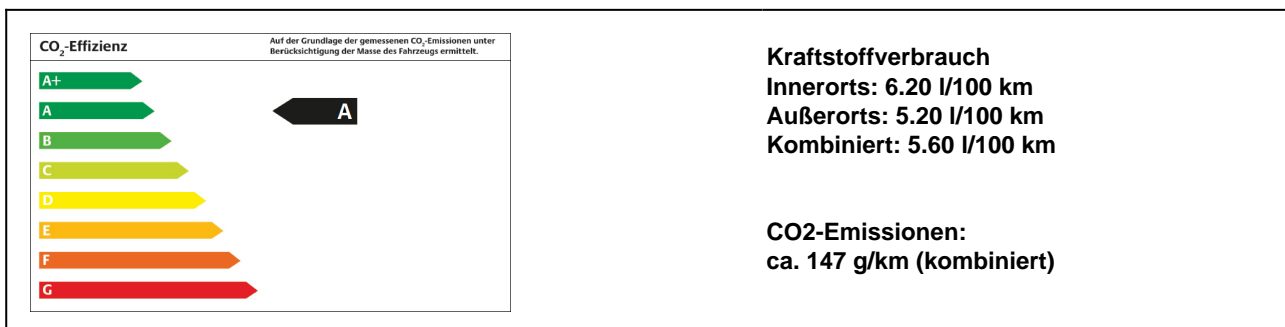 CO2-Effizienz
Auf der Grundlage der gemessenen CO2-Emissionen unter
Berücksichtigung der Masse des Fahrzeugs ermittelt.
A+
A
A
B
C
D
E
F
G
Kraftstoffverbrauch
Innerorts: 6.20 l/100 km
Außerorts: 5.20 l/100 km
Kombiniert: 5.60 l/100 km
CO2-Emissionen:
ca. 147 g/km (kombiniert)